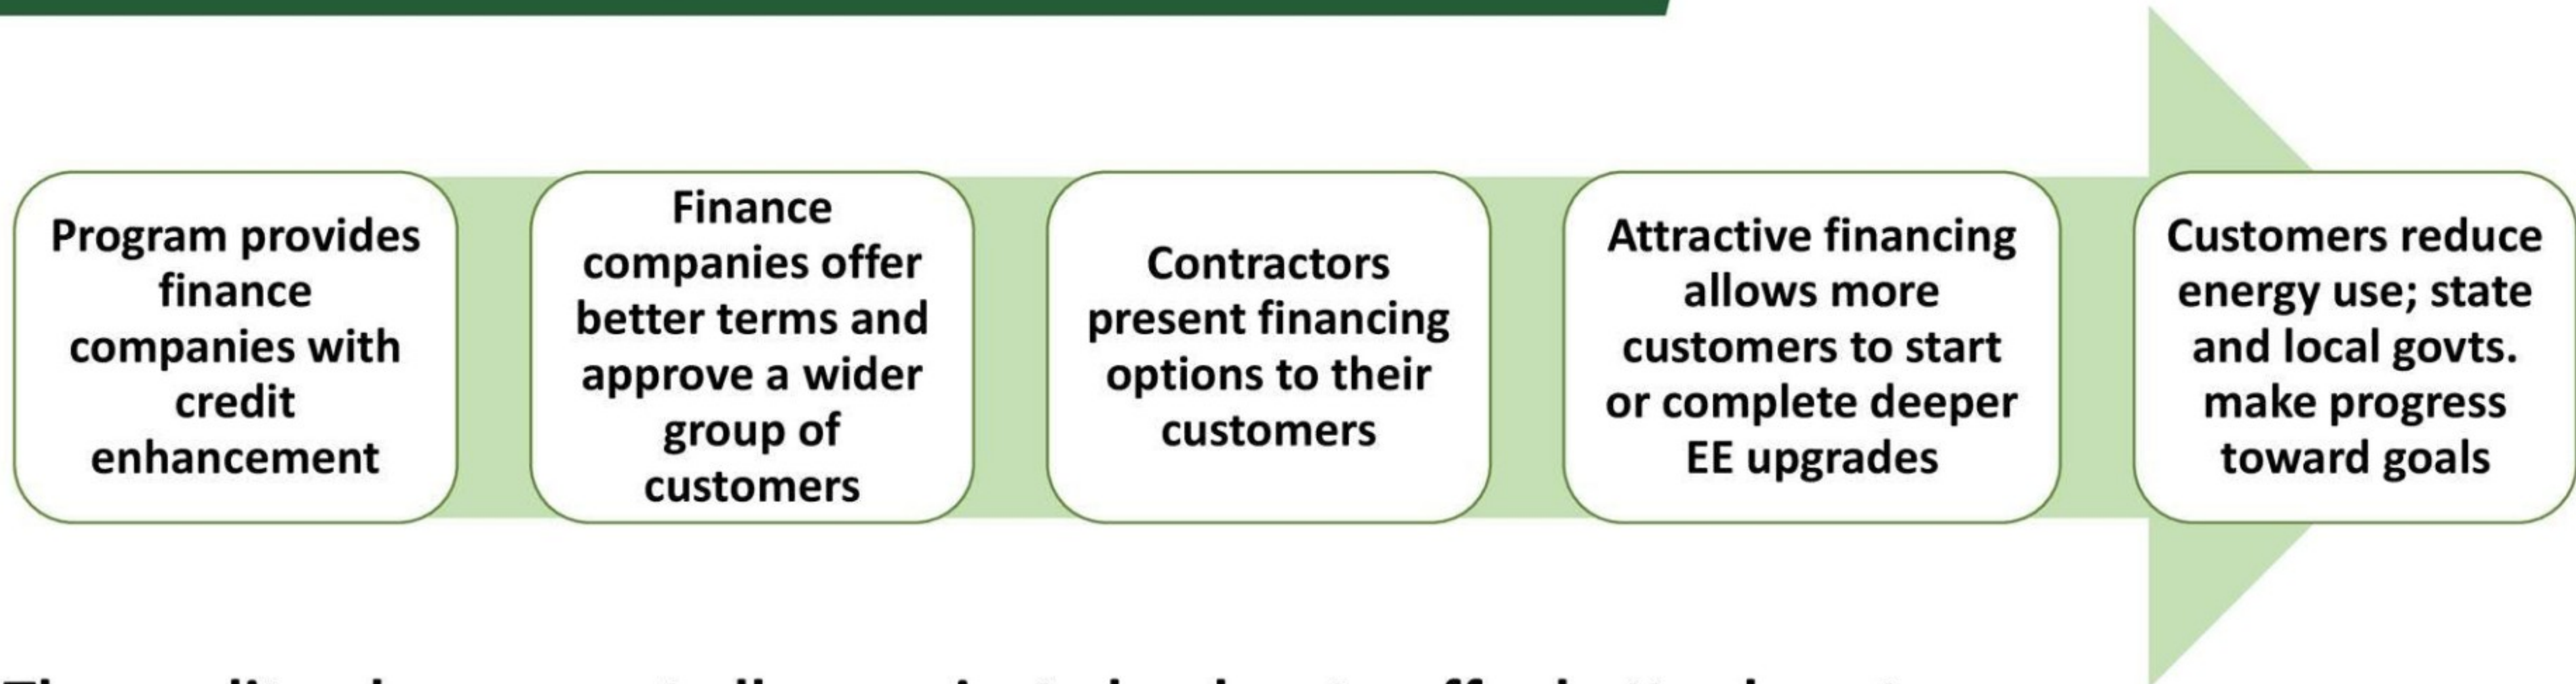 Program provides
finance
companies with
credit
enhancement
Finance
companies offer
better terms and
approve a wider
group of
customers
Contractors
present financing
options to their
customers
Attractive financing
allows more
customers to start
or complete deeper
EE upgrades
Customers reduce
energy use; state
and local govts.
make progress
toward goals